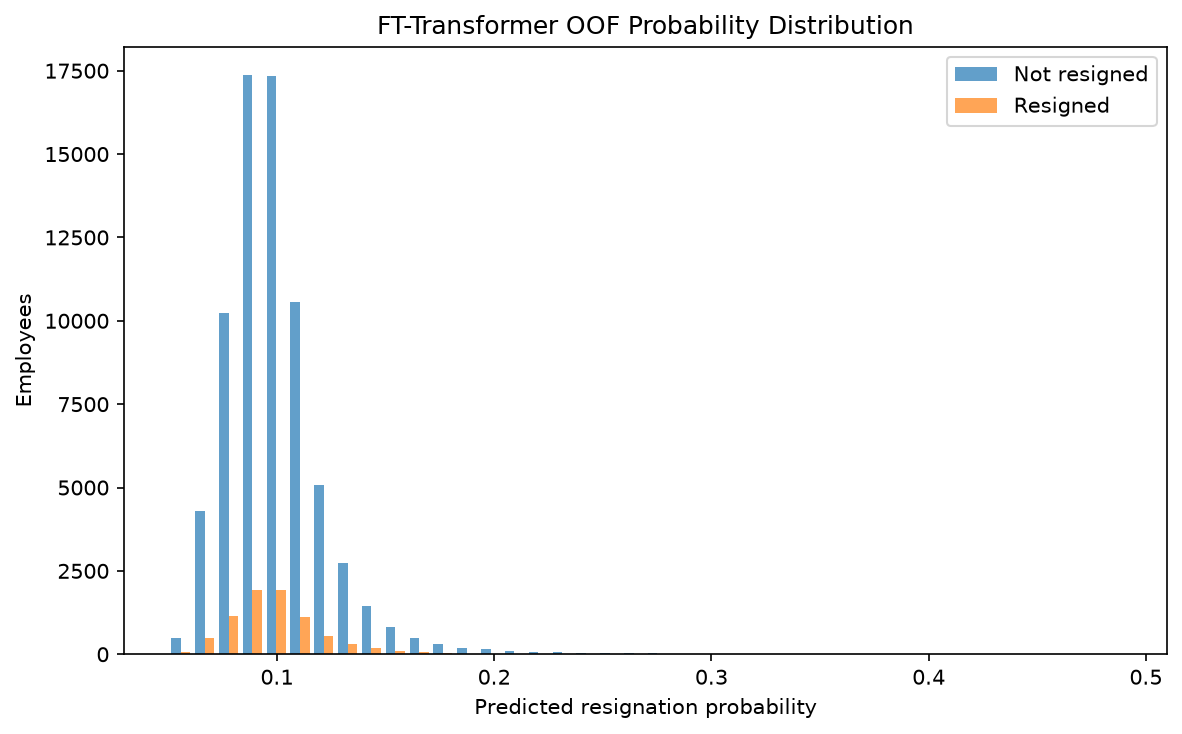 FT-Transformer OOF Probability Distribution
Not resigned
Resigned
17500
15000
12500
10000
7500
5000
2500
0
Employees
0.1 0.2 0.3 0.4 0.5
Predicted resignation probability